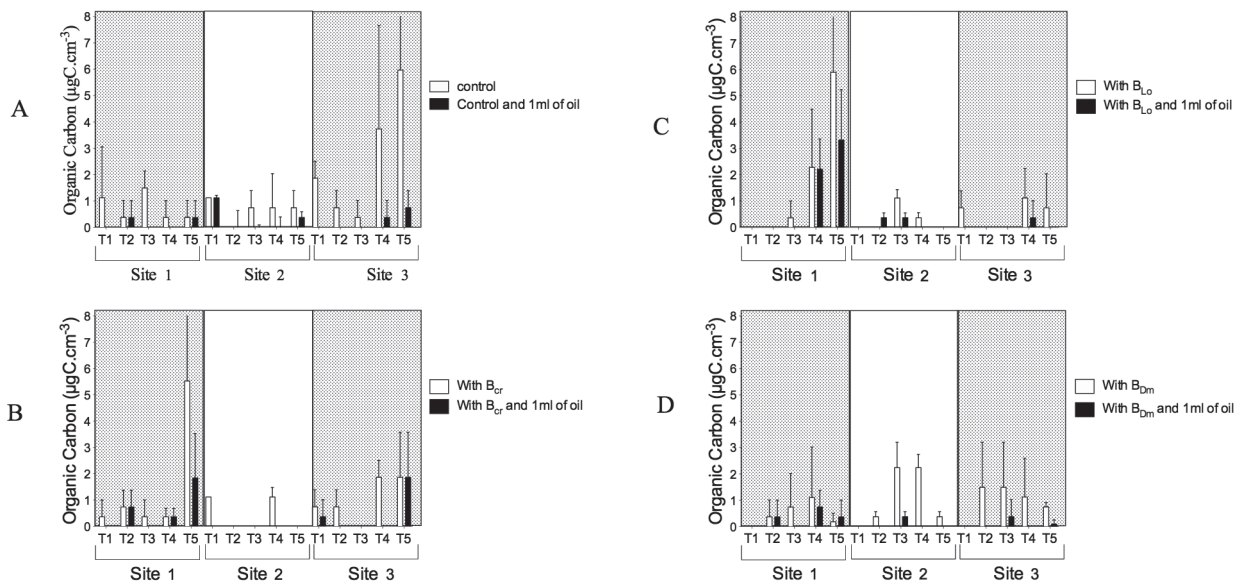 A
Organic Carbon (µgC.cm⁻³)
8
7
6
5
4
3
2
1
0
T1 T2 T3 T4 T5 T1 T2 T3 T4 T5 T1 T2 T3 T4 T5
Site 1 Site 2 Site 3
control
Control and 1ml of oil
B
Organic Carbon (µgC.cm⁻³)
8
7
6
5
4
3
2
1
0
T1 T2 T3 T4 T5 T1 T2 T3 T4 T5 T1 T2 T3 T4 T5
Site 1 Site 2 Site 3
With Bcr
With Bcr and 1ml of oil
C
Organic Carbon (µgC.cm⁻³)
8
7
6
5
4
3
2
1
0
T1 T2 T3 T4 T5 T1 T2 T3 T4 T5 T1 T2 T3 T4 T5
Site 1 Site 2 Site 3
With BLo
With BLo and 1ml of oil
D
Organic Carbon (µgC.cm⁻³)
8
7
6
5
4
3
2
1
0
T1 T2 T3 T4 T5 T1 T2 T3 T4 T5 T1 T2 T3 T4 T5
Site 1 Site 2 Site 3
With BDm
With BDm and 1ml of oil